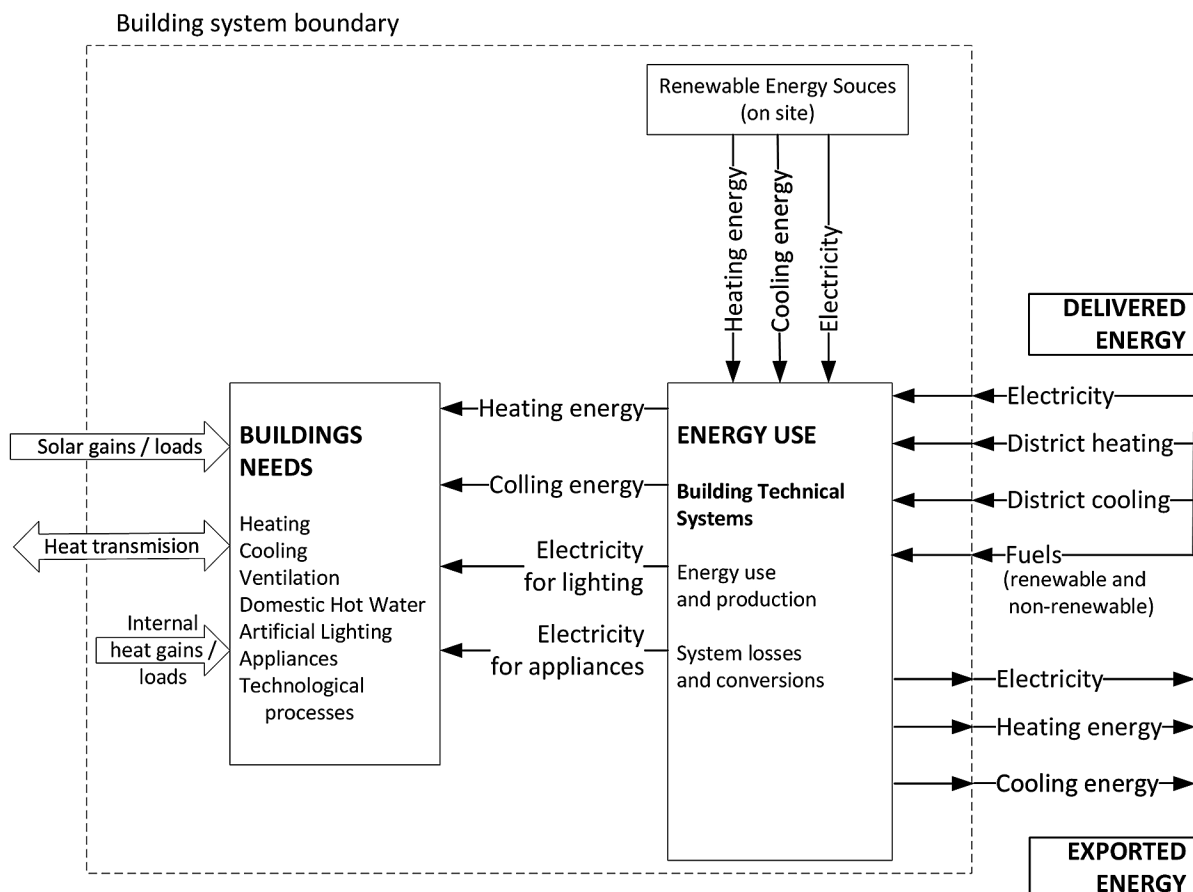 Building system boundary
Renewable Energy Souces
(on site)
Heating energy
Cooling energy
Electricity
DELIVERED
ENERGY
Solar gains / loads
Heat transmision
Internal
heat gains /
loads
BUILDINGS
NEEDS
Heating
Cooling
Ventilation
Domestic Hot Water
Artificial Lighting
Appliances
Technological
processes
Heating energy
Colling energy
Electricity
for lighting
Electricity
for appliances
ENERGY USE
Building Technical
Systems
Energy use
and production
System losses
and conversions
Electricity
District heating
District cooling
Fuels
(renewable and
non-renewable)
Electricity
Heating energy
Cooling energy
EXPORTED
ENERGY